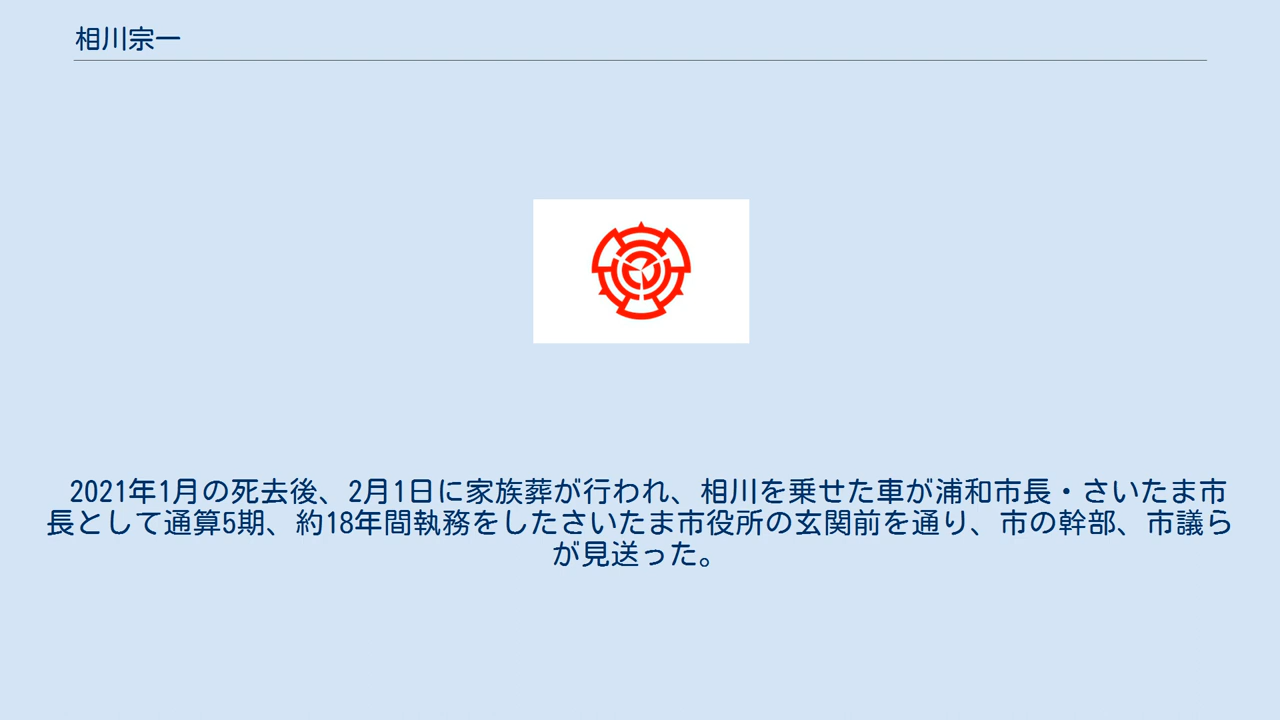 相川宗一
2021年1月の死去後、2月1日に家族葬が行われ、相川を乗せた車が浦和市長・さいたま市
長として通算5期、約18年間執務をしたさいたま市役所の玄関前を通り、市の幹部、市議ら
が見送った。